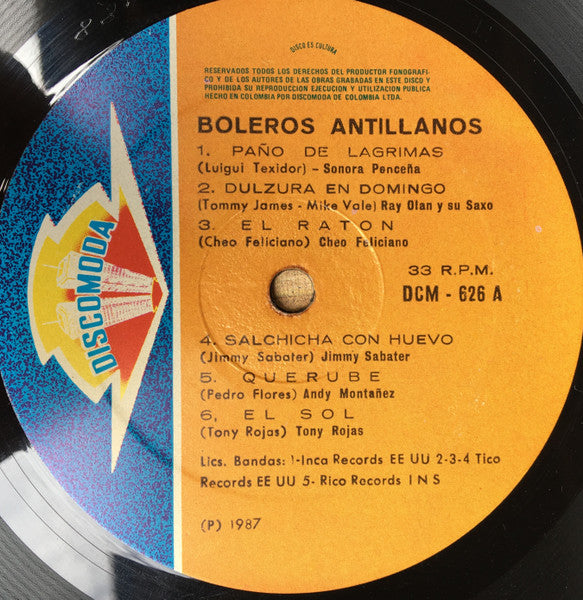 DISCO ES CULTURA
RESERVADOS TODOS LOS DERECHOS DEL PRODUCTOR FONOGRAFI-
CO Y DE LOS AUTORES DE LAS OBRAS GRABADAS EN ESTE DISCO Y
PROHIBIDA SU REPRODUCCION EJECUCION Y UTILIZACION PUBLICA
HECHO EN COLOMBIA POR DISCOMODA DE COLOMBIA LTDA.
BOLEROS ANTILLANOS
1. PAÑO DE LAGRIMAS
(Luigui Texidor) - Sonora Penceña
2. DULZURA EN DOMINGO
(Tommy James - Mike Vale) Ray Olan y su Saxo
3. EL RATON
(Cheo Feliciano) Cheo Feliciano
33 R.P.M.
DCM - 626 A
4. SALCHICHA CON HUEVO
(Jimmy Sabater) Jimmy Sabater
5. QUERUBE
(Pedro Flores) Andy Montañez
6, EL SOL
(Tony Rojas) Tony Rojas
Lics. Bandas: 1-Inca Records EE UU 2-3-4 Tico
Records EE UU 5- Rico Records I N S
(P) 1987
DISCOMODA